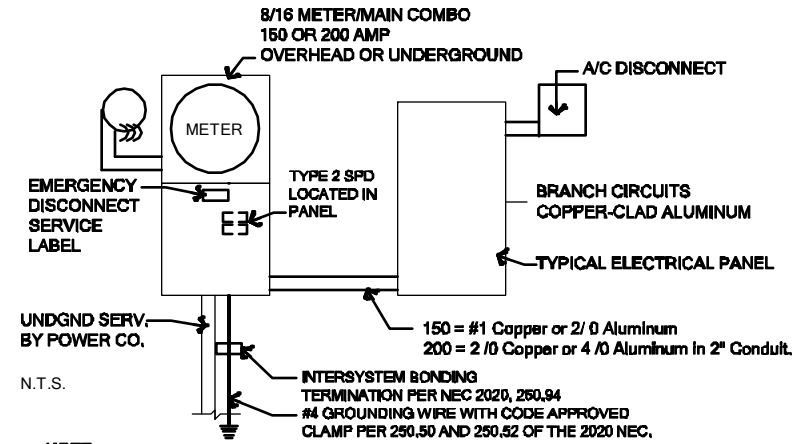 8/16 METER/MAIN COMBO
150 OR 200 AMP
OVERHEAD OR UNDERGROUND
A/C DISCONNECT
METER
TYPE 2 SPD
LOCATED IN
PANEL
EMERGENCY
DISCONNECT
SERVICE
LABEL
BRANCH CIRCUITS
COPPER-CLAD ALUMINUM
TYPICAL ELECTRICAL PANEL
UNDGND SERV.
BY POWER CO.
150 = #1 Copper or 2/ 0 Aluminum
200 = 2 /0 Copper or 4 /0 Aluminum in 2" Conduit.
N.T.S.
INTERSYSTEM BONDING
TERMINATION PER NEC 2020, 250.94
#4 GROUNDING WIRE WITH CODE APPROVED
CLAMP PER 250.50 AND 250.52 OF THE 2020 NEC.